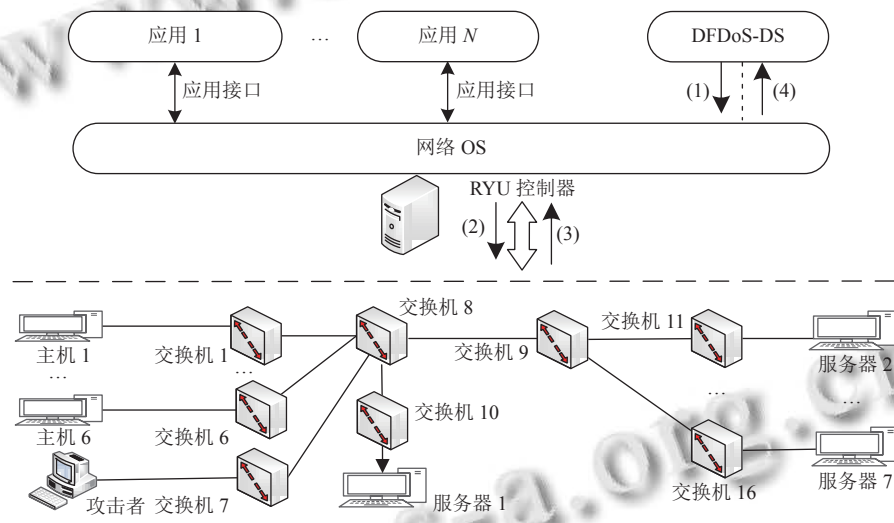 应用 1
…
应用 N
DFDoS-DS
应用接口
应用接口
(1)
(4)
网络 OS
RYU 控制器
(2)
(3)
交换机 8
交换机 11
主机 1
交换机 1
交换机 9
服务器 2
…
…
…
…
交换机 10
主机 6
交换机 6
攻击者
交换机 7
服务器 1
交换机 16
服务器 7